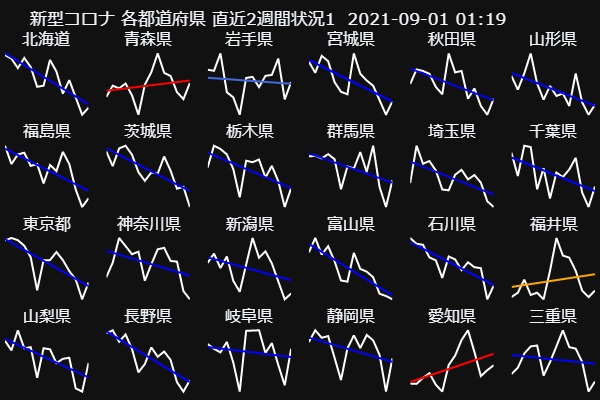 新型コロナ 各都道府県 直近2週間状況1 2021-09-01 01:19
北海道 青森県 岩手県 宮城県 秋田県 山形県
福島県 茨城県 栃木県 群馬県 埼玉県 千葉県
東京都 神奈川県 新潟県 富山県 石川県 福井県
山梨県 長野県 岐阜県 静岡県 愛知県 三重県